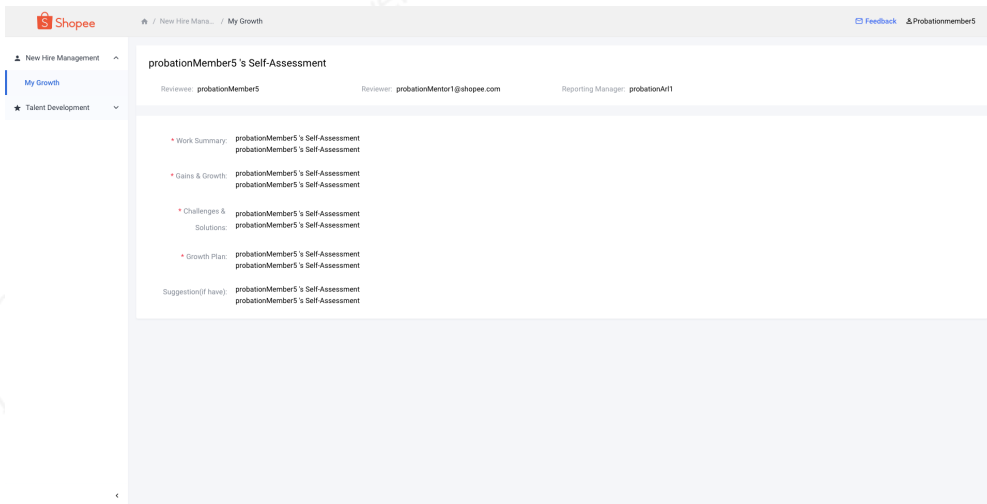 Shopee
/ New Hire Mana... / My Growth
Feedback
Probationmember5
New Hire Management
My Growth
Talent Development
probationMember5 's Self-Assessment
Reviewee: probationMember5
Reviewer: probationMentor1@shopee.com
Reporting Manager: probationArl1
* Work Summary:
probationMember5 's Self-Assessment
probationMember5 's Self-Assessment
* Gains & Growth:
probationMember5 's Self-Assessment
probationMember5 's Self-Assessment
* Challenges &
Solutions:
probationMember5 's Self-Assessment
probationMember5 's Self-Assessment
* Growth Plan:
probationMember5 's Self-Assessment
probationMember5 's Self-Assessment
Suggestion(if have):
probationMember5 's Self-Assessment
probationMember5 's Self-Assessment